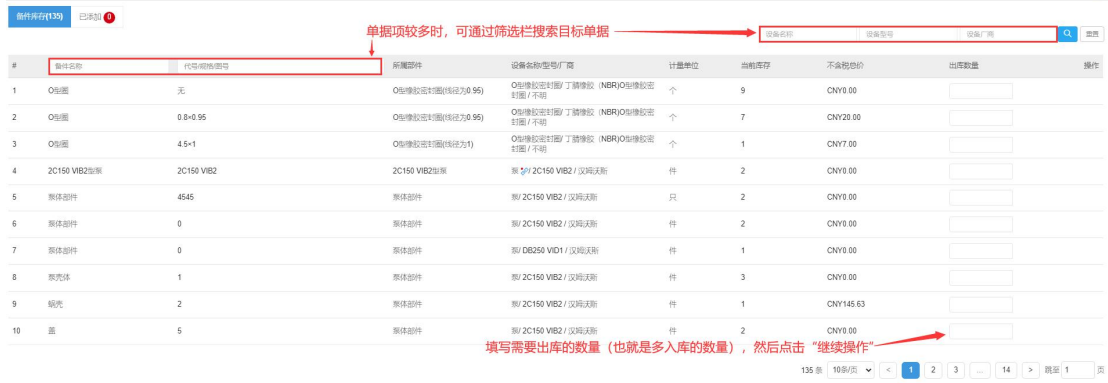 备件库存(135) 已添加 0
单据项较多时，可通过筛选栏搜索目标单据
设备名称 设备型号 设备厂商 重置
# 备件名称 代号/规格/图号 所属部件 设备名称/型号/厂商 计量单位 当前库存 不含税总价 出库数量 操作
1 O型圈 无 O型橡胶密封圈(线径为0.95) O型橡胶密封圈/ 丁腈橡胶（NBR)O型橡胶密封圈 / 不明 个 9 CNY0.00
2 O型圈 0.8×0.95 O型橡胶密封圈(线径为0.95) O型橡胶密封圈/ 丁腈橡胶（NBR)O型橡胶密封圈 / 不明 个 7 CNY20.00
3 O型圈 4.5×1 O型橡胶密封圈(线径为1) O型橡胶密封圈/ 丁腈橡胶（NBR)O型橡胶密封圈 / 不明 个 1 CNY7.00
4 2C150 VIB2型泵 2C150 VIB2 2C150 VIB2型泵 泵 / 2C150 VIB2 / 汉姆沃斯 件 2 CNY0.00
5 泵体部件 4545 泵体部件 泵/ 2C150 VIB2 / 汉姆沃斯 只 2 CNY0.00
6 泵体部件 0 泵体部件 泵/ 2C150 VIB2 / 汉姆沃斯 件 2 CNY0.00
7 泵体部件 0 泵体部件 泵/ DB250 VID1 / 汉姆沃斯 件 1 CNY0.00
8 泵壳体 1 泵体部件 泵/ 2C150 VIB2 / 汉姆沃斯 件 3 CNY0.00
9 蜗壳 2 泵体部件 泵/ 2C150 VIB2 / 汉姆沃斯 件 1 CNY145.63
10 盖 5 泵体部件 泵/ 2C150 VIB2 / 汉姆沃斯 件 2 CNY0.00
填写需要出库的数量（也就是多入库的数量），然后点击“继续操作”
135 条 10条/页 < 1 2 3 ... 14 > 跳至 1 页